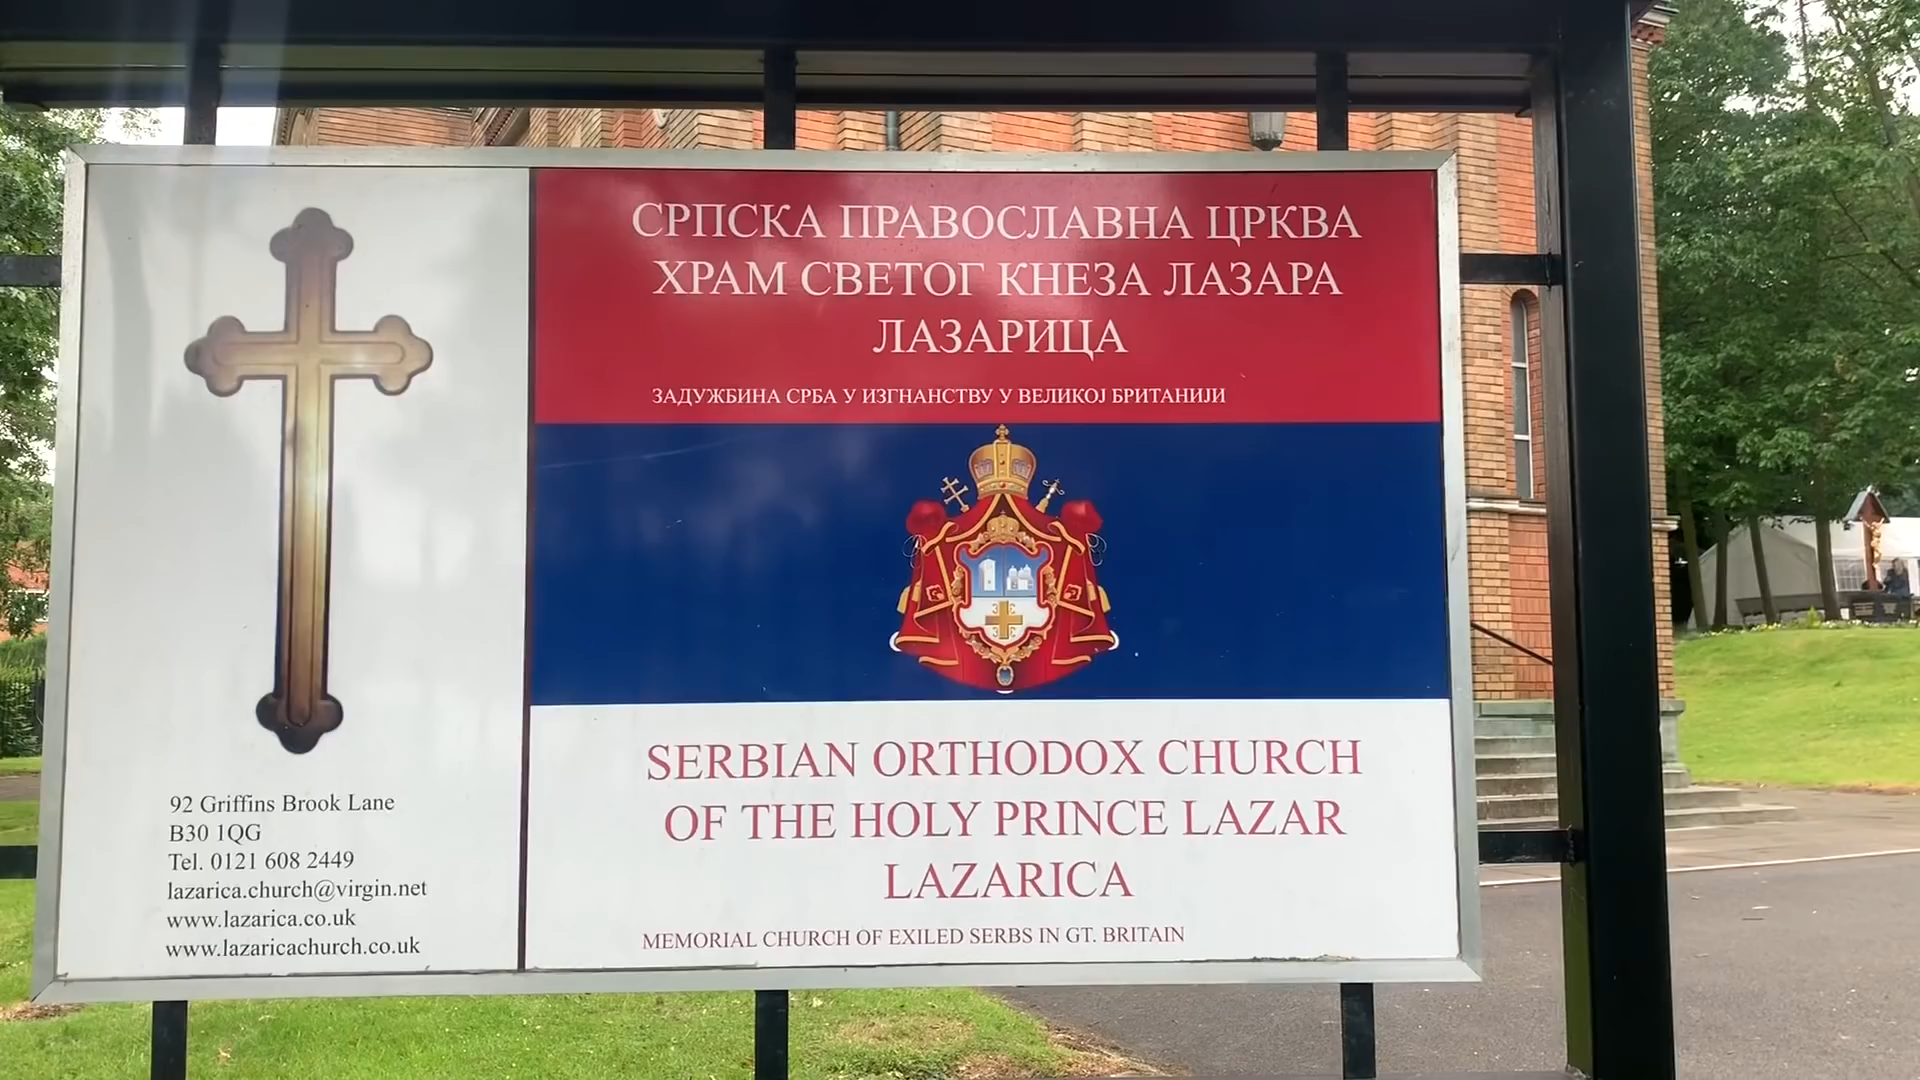 СРПСКА ПРАВОСЛАВНА ЦРКВА
ХРАМ СВЕТОГ КНЕЗА ЛАЗАРА
ЛАЗАРИЦА
ЗАДУЖБИНА СРБА У ИЗГНАНСТВУ У ВЕЛИКОЈ БРИТАНИЈИ
SERBIAN ORTHODOX CHURCH
OF THE HOLY PRINCE LAZAR
LAZARICA
MEMORIAL CHURCH OF EXILED SERBS IN GT. BRITAIN
92 Griffins Brook Lane
B30 1QG
Tel. 0121 608 2449
lazarica.church@virgin.net
www.lazarica.co.uk
www.lazaricachurch.co.uk